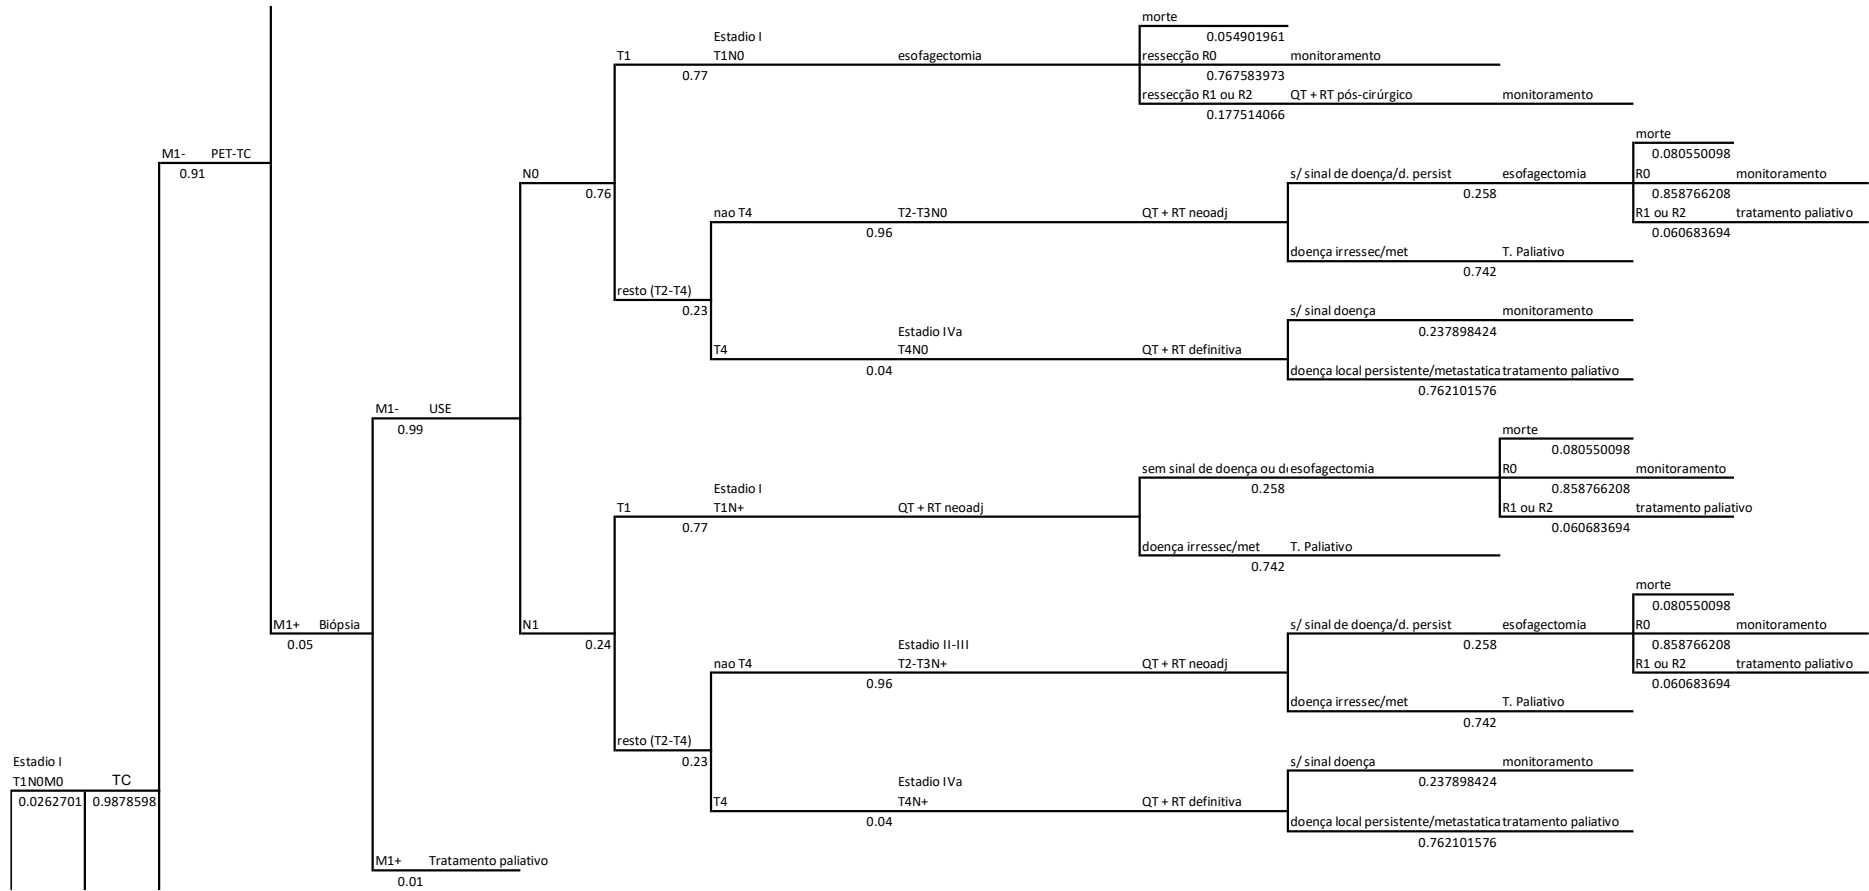 morte
0.054901961
Estadio I
T1 T1N0 esofagectomia ressecção R0 monitoramento
0.77 0.767583973
ressecção R1 ou R2 QT + RT pós-cirúrgico monitoramento
0.177514066
morte
0.080550098
M1- PET-TC
0.91
N0 s/ sinal de doença/d. persist esofagectomia R0 monitoramento
0.76 0.258 0.858766208
nao T4 T2-T3N0 QT + RT neoadj R1 ou R2 tratamento paliativo
0.96 0.060683694
doença irressec/met T. Paliativo
0.742
resto (T2-T4)
0.23
s/ sinal doença monitoramento
0.237898424
Estadio IVa
T4 T4N0 QT + RT definitiva
0.04
doença local persistente/metastatica tratamento paliativo
0.762101576
M1- USE
0.99
morte
0.080550098
sem sinal de doença ou d esofagectomia R0 monitoramento
0.258 0.858766208
Estadio I
T1 T1N+ QT + RT neoadj R1 ou R2 tratamento paliativo
0.77 0.060683694
doença irressec/met T. Paliativo
0.742
morte
0.080550098
M1+ Biópsia N1 s/ sinal de doença/d. persist esofagectomia R0 monitoramento
0.05 0.24 0.258 0.858766208
Estadio II-III
nao T4 T2-T3N+ QT + RT neoadj R1 ou R2 tratamento paliativo
0.96 0.060683694
doença irressec/met T. Paliativo
0.742
resto (T2-T4)
0.23
Estadio I s/ sinal doença monitoramento
T1N0M0 TC 0.237898424
Estadio IVa
0.0262701 0.9878598 T4 T4N+ QT + RT definitiva
0.04
doença local persistente/metastatica tratamento paliativo
0.762101576
M1+ Tratamento paliativo
0.01